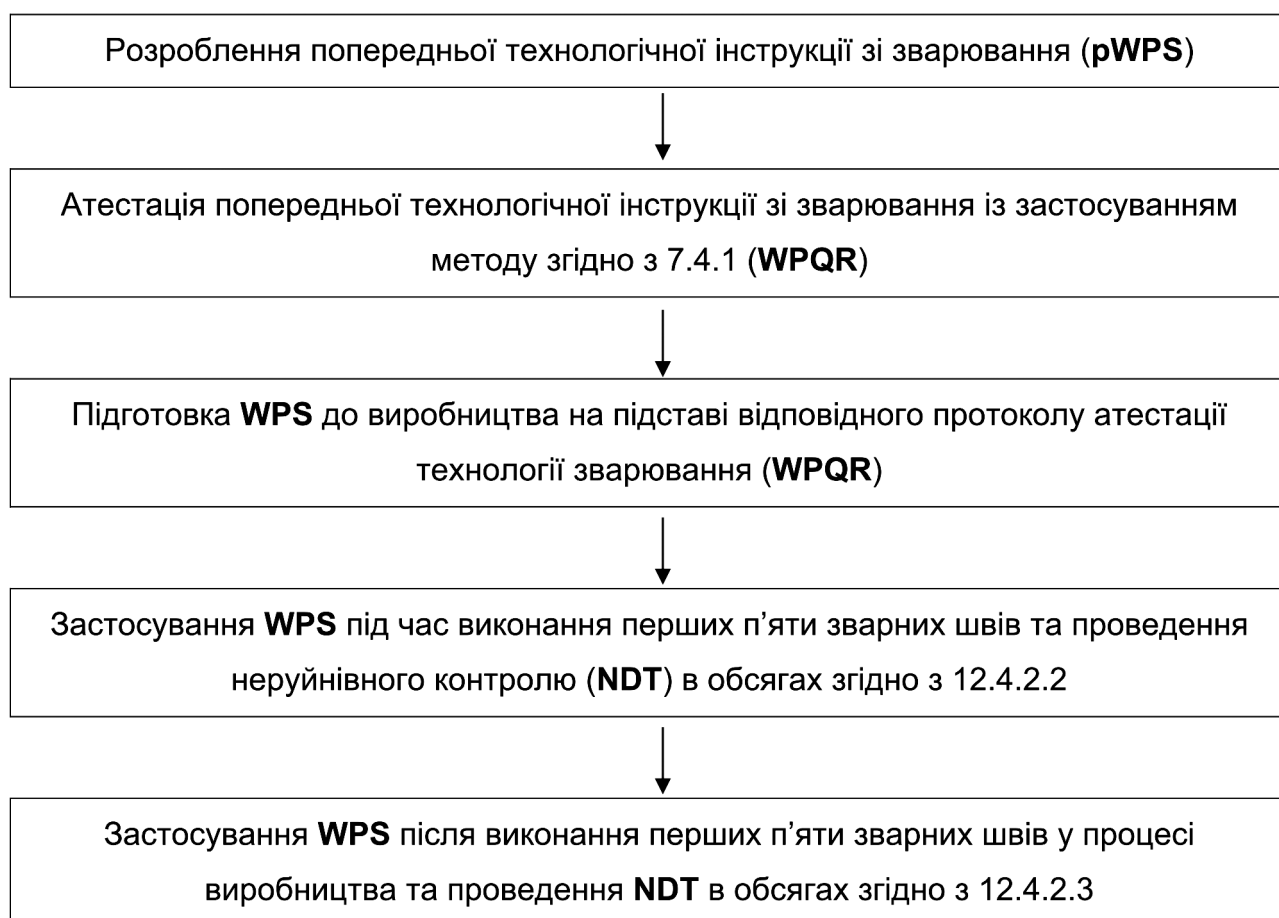 Розроблення попередньої технологічної інструкції зі зварювання (pWPS)
Атестація попередньої технологічної інструкції зі зварювання із застосуванням
методу згідно з 7.4.1 (WPQR)
Підготовка WPS до виробництва на підставі відповідного протоколу атестації
технології зварювання (WPQR)
Застосування WPS під час виконання перших п’яти зварних швів та проведення
неруйнівного контролю (NDT) в обсягах згідно з 12.4.2.2
Застосування WPS після виконання перших п’яти зварних швів у процесі
виробництва та проведення NDT в обсягах згідно з 12.4.2.3